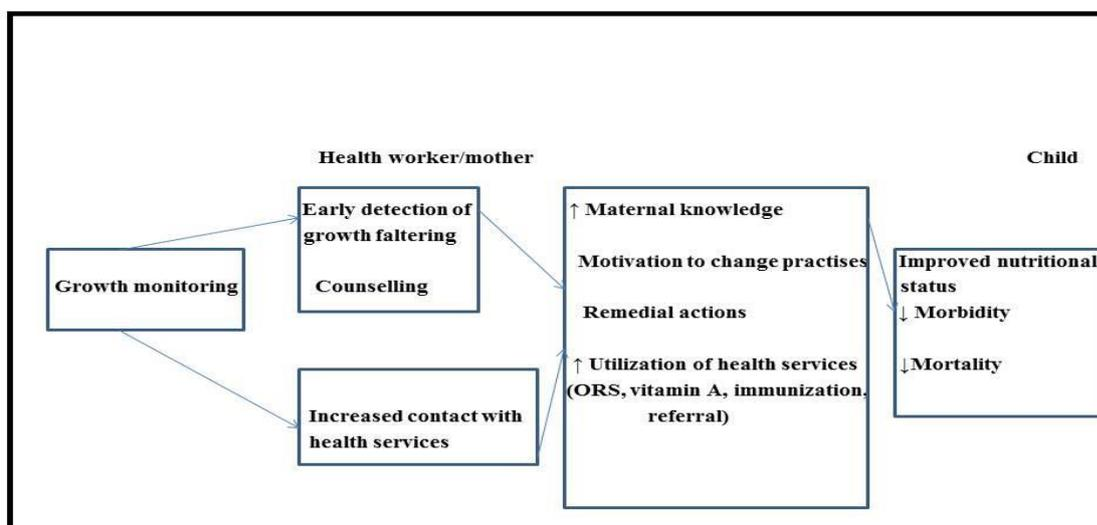 Health worker/mother
Child
Growth monitoring
Early detection of
growth faltering
Counselling
Increased contact with
health services
↑ Maternal knowledge
Motivation to change practises
Remedial actions
↑ Utilization of health services
(ORS, vitamin A, immunization,
referral)
Improved nutritional
status
↓ Morbidity
↓Mortality